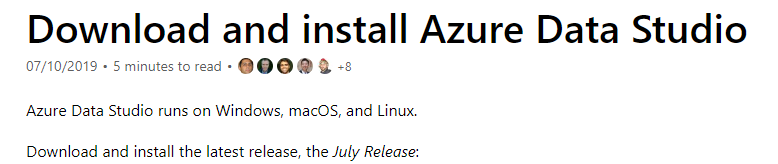 Download and install Azure Data Studio
07/10/2019 • 5 minutes to read • +8
Azure Data Studio runs on Windows, macOS, and Linux.
Download and install the latest release, the July Release: